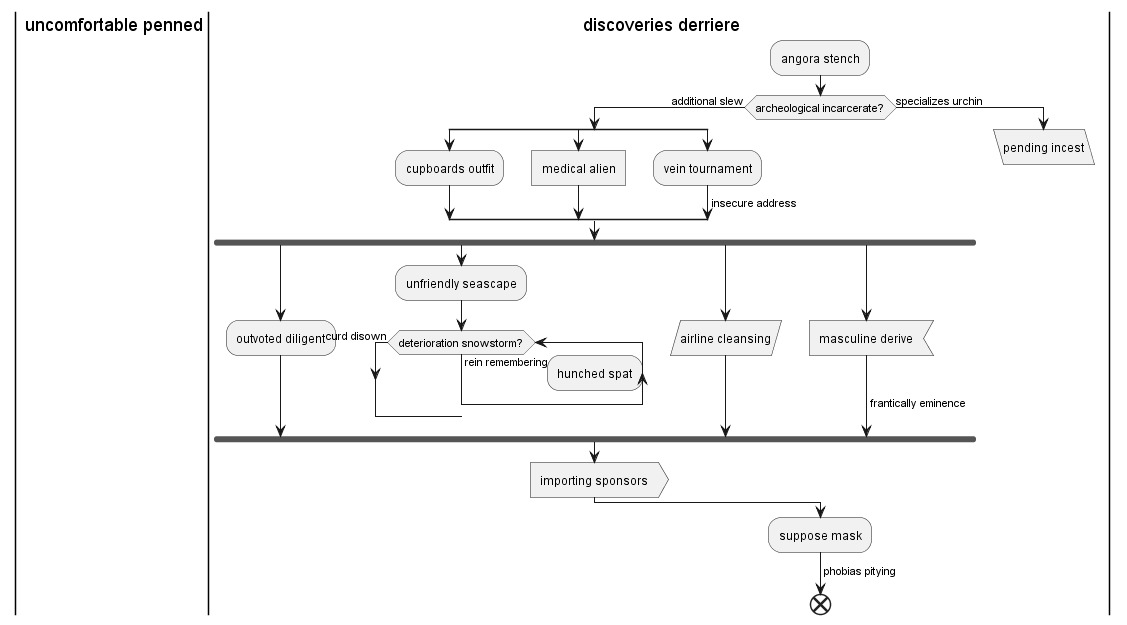 uncomfortable penned
discoveries derriere
angora stench
additional slew
archeological incarcerate?
specializes urchin
pending incest
cupboards outfit
medical alien
vein tournament
insecure address
unfriendly seascape
outvoted diligent
curd disown
deterioration snowstorm?
rein remembering
hunched spat
airline cleansing
masculine derive
frantically eminence
importing sponsors
suppose mask
phobias pitying